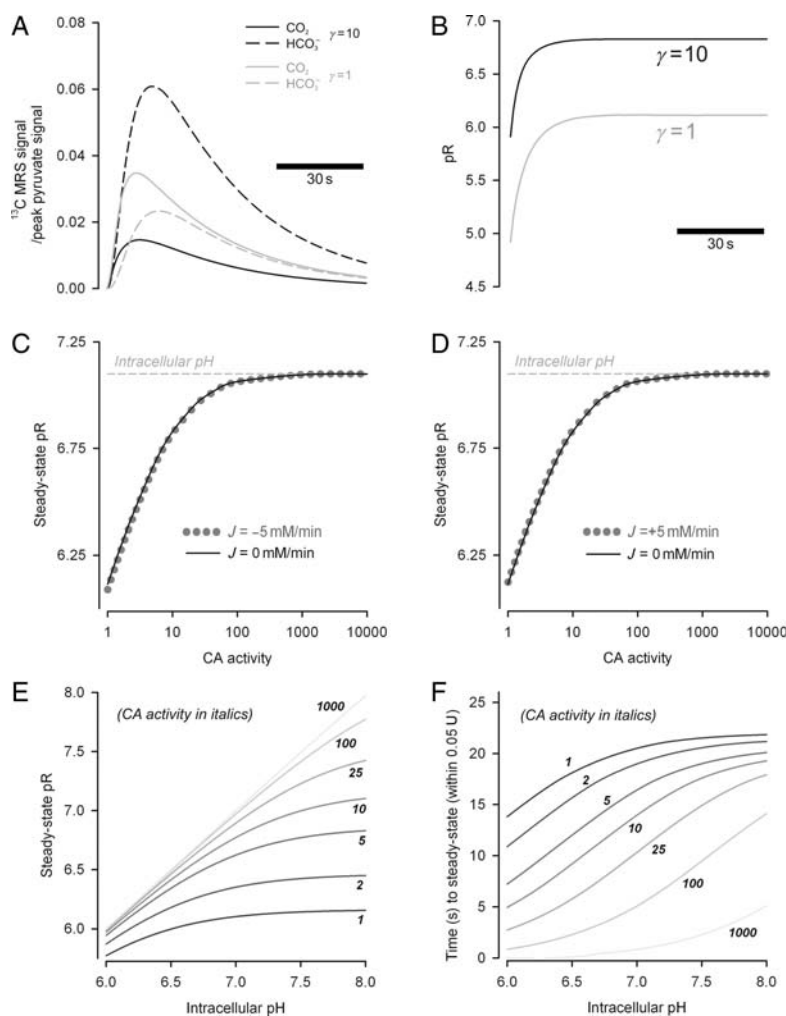 A
0.08
0.06
0.04
0.02
0.00
¹³C MRS signal
/peak pyruvate signal
CO₂
HCO₃⁻
γ = 10
CO₂
HCO₃⁻
γ = 1
30 s
B
7.0
6.5
6.0
5.5
5.0
4.5
pR
γ = 10
γ = 1
30 s
C
7.25
6.75
6.25
Steady-state pR
Intracellular pH
J = −5 mM/min
J = 0 mM/min
1 10 100 1000 10000
CA activity
D
7.25
6.75
6.25
Steady-state pR
Intracellular pH
J = +5 mM/min
J = 0 mM/min
1 10 100 1000 10000
CA activity
E
8.0
7.5
7.0
6.5
6.0
Steady-state pR
(CA activity in italics)
1000
100
25
10
5
2
1
6.0 6.5 7.0 7.5 8.0
Intracellular pH
F
25
20
15
10
5
0
Time (s) to steady-state (within 0.05 U)
(CA activity in italics)
1
2
5
10
25
100
1000
6.0 6.5 7.0 7.5 8.0
Intracellular pH